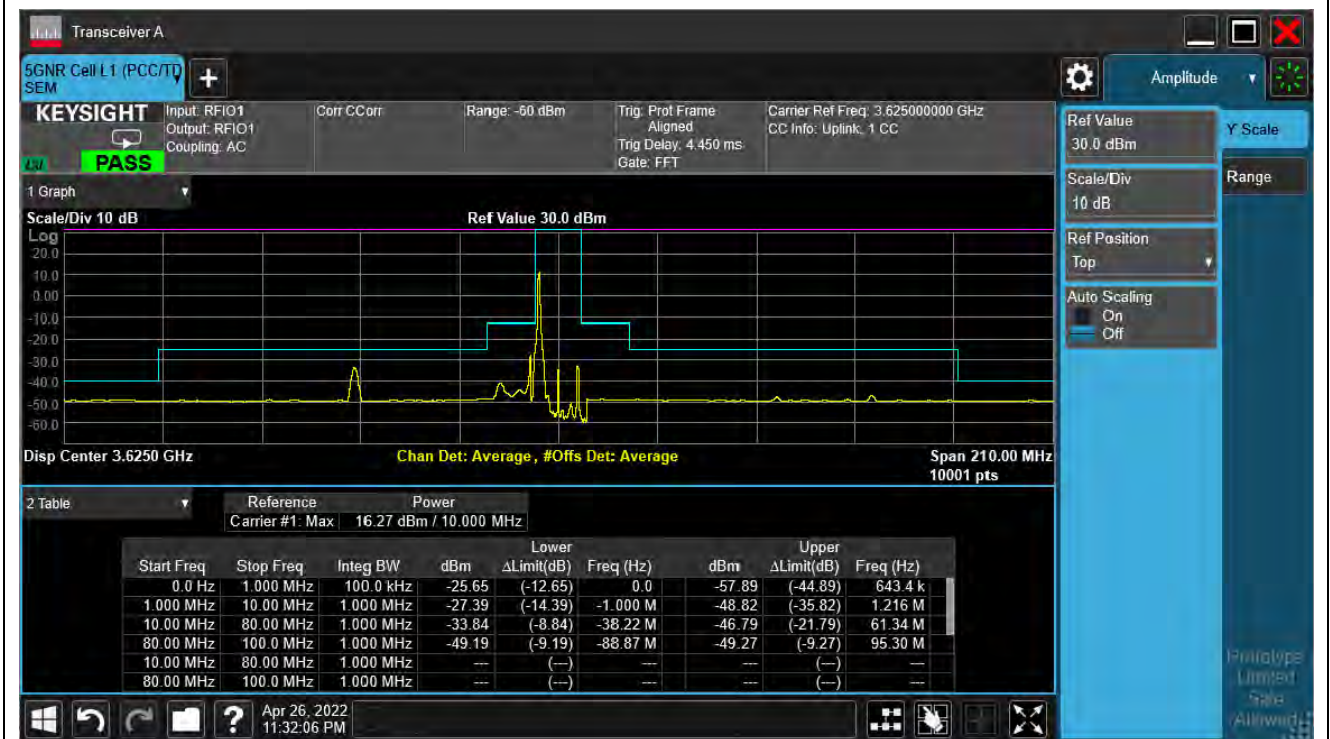 Transceiver A
5GNR Cell L1 (PCC/TD
SEM
+
Amplitude
KEYSIGHT
PASS
Input: RFIO1
Output: RFIO1
Coupling: AC
Corr CCorr
Range: -60 dBm
Trig: Prot Frame
Aligned
Trig Delay: 4.450 ms
Gate: FFT
Carrier Ref Freq: 3.625000000 GHz
CC Info: Uplink, 1 CC
Ref Value
30.0 dBm
Y Scale
Scale/Div
10 dB
Range
Ref Position
Top
Auto Scaling
On
Off
1 Graph
Scale/Div 10 dB
Ref Value 30.0 dBm
Log
20.0
10.0
0.00
-10.0
-20.0
-30.0
-40.0
-50.0
-60.0
Disp Center 3.6250 GHz
Chan Det: Average, #Offs Det: Average
Span 210.00 MHz
10001 pts
2 Table
Reference Power
Carrier #1: Max 16.27 dBm / 10.000 MHz
Lower Upper
Start Freq Stop Freq Integ BW dBm ΔLimit(dB) Freq (Hz) dBm ΔLimit(dB) Freq (Hz)
0.0 Hz 1.000 MHz 100.0 kHz -25.65 (-12.65) 0.0 -57.89 (-44.89) 643.4 k
1.000 MHz 10.00 MHz 1.000 MHz -27.39 (-14.39) -1.000 M -48.82 (-35.82) 1.216 M
10.00 MHz 80.00 MHz 1.000 MHz -33.84 (-8.84) -38.22 M -46.79 (-21.79) 61.34 M
80.00 MHz 100.0 MHz 1.000 MHz -49.19 (-9.19) -88.87 M -49.27 (-9.27) 95.30 M
10.00 MHz 80.00 MHz 1.000 MHz --- (---) --- --- (---) ---
80.00 MHz 100.0 MHz 1.000 MHz --- (---) --- --- (---) ---
?
Apr 26, 2022
11:32:06 PM
Prototype
Limited
Sale